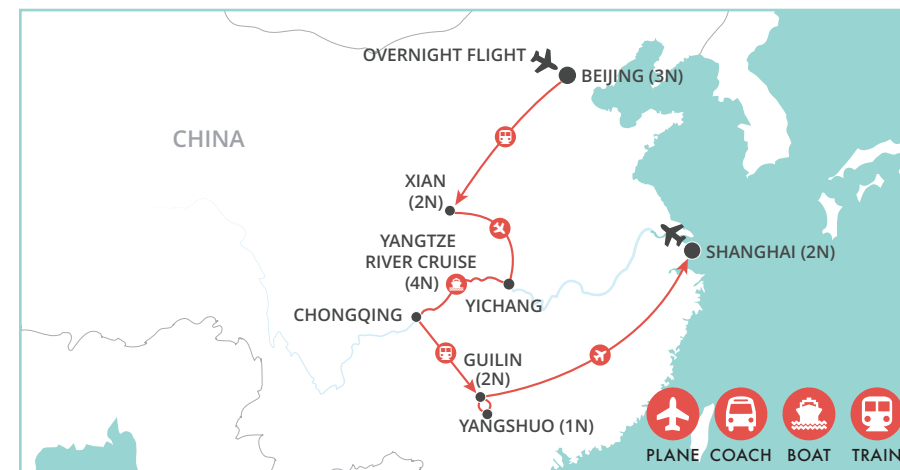 OVERNIGHT FLIGHT
BEIJING (3N)
CHINA
XIAN
(2N)
YANGTZE
RIVER CRUISE
(4N)
SHANGHAI (2N)
YICHANG
CHONGQING
GUILIN
(2N)
YANGSHUO (1N)
PLANE COACH BOAT TRAIN